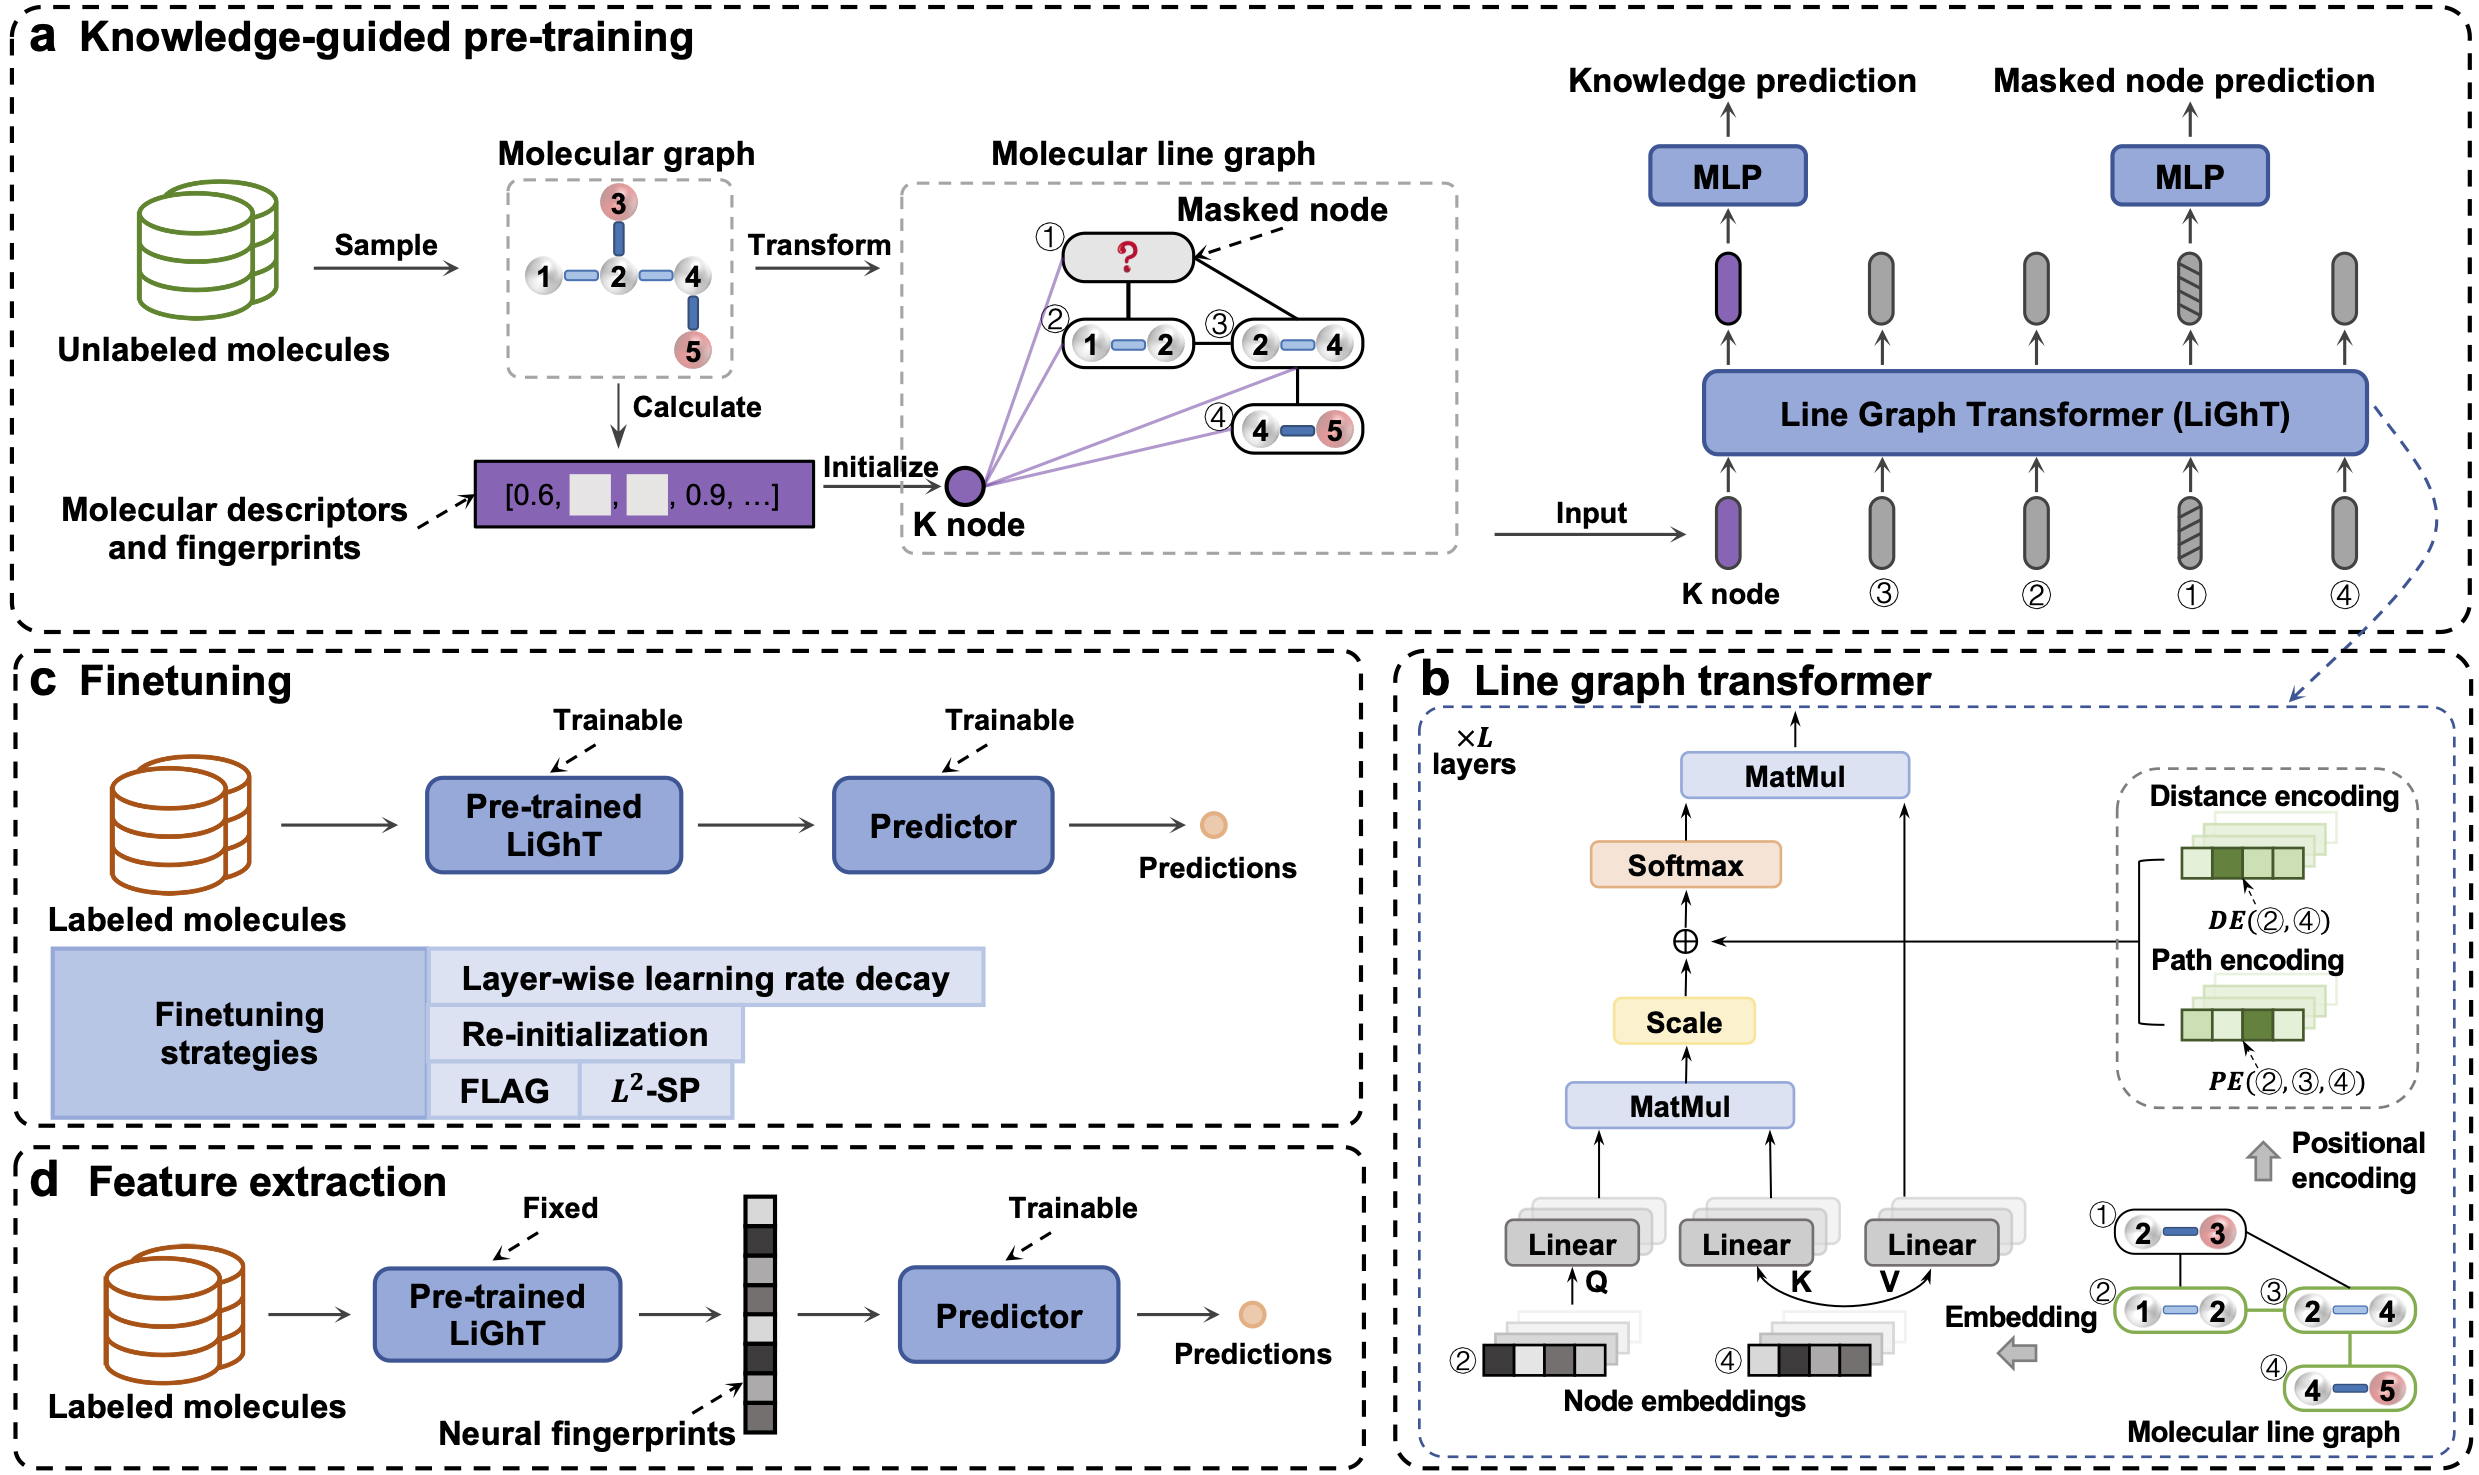 a Knowledge-guided pre-training
Unlabeled molecules
Sample
Molecular graph
3
1 2 4
5
Transform
Calculate
Molecular descriptors
and fingerprints
[0.6, , , 0.9, …]
Initialize
Molecular line graph
Masked node
① ?
② 1 2
③ 2 4
④ 4 5
K node
Input
Knowledge prediction
Masked node prediction
MLP
MLP
Line Graph Transformer (LiGhT)
K node ③ ② ① ④
c Finetuning
Trainable
Trainable
Pre-trained
LiGhT
Predictor
Predictions
Labeled molecules
Finetuning
strategies
Layer-wise learning rate decay
Re-initialization
FLAG
L²-SP
d Feature extraction
Fixed
Trainable
Pre-trained
LiGhT
Predictor
Predictions
Labeled molecules
Neural fingerprints
b Line graph transformer
×L
layers
MatMul
Softmax
⊕
Scale
MatMul
Linear
Linear
Linear
Q
K
V
②
④
Node embeddings
Distance encoding
DE(②,④)
Path encoding
PE(②,③,④)
Positional
encoding
Embedding
① 2 3
② 1 2
③ 2 4
④ 4 5
Molecular line graph